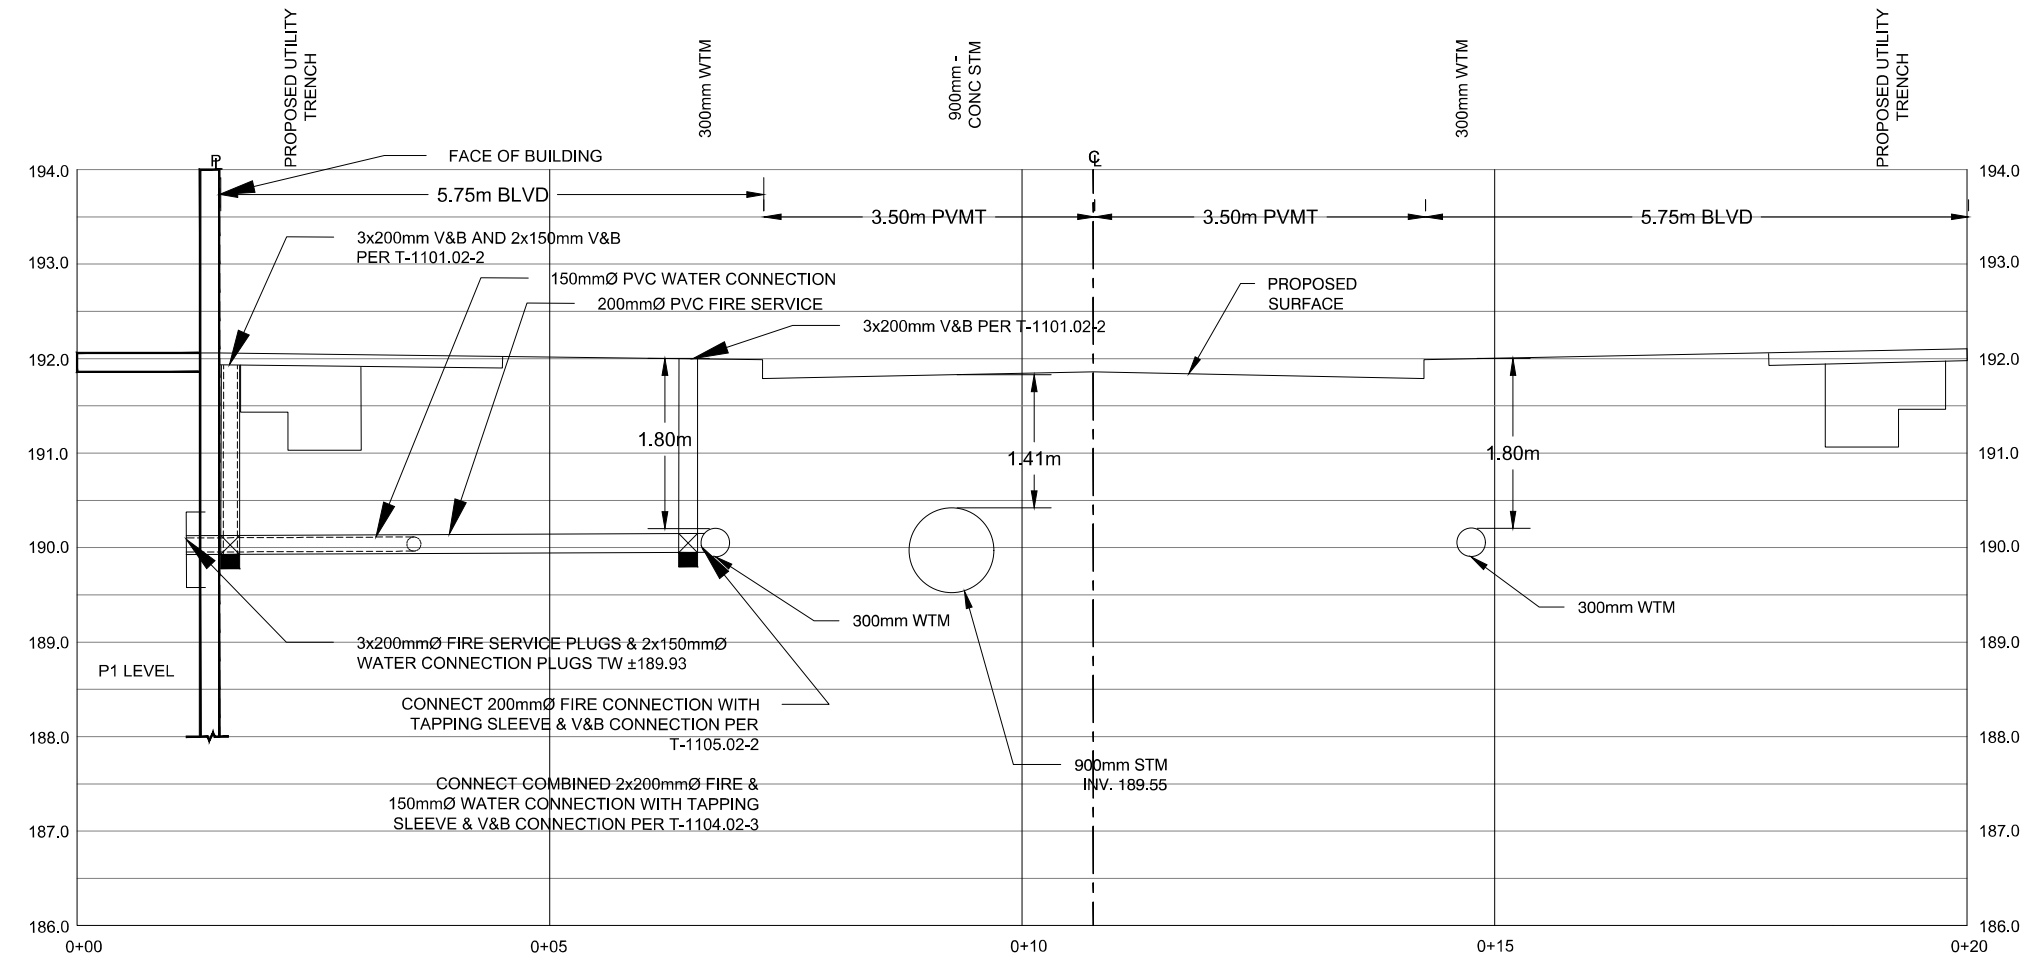 PROPOSED UTILITY
TRENCH
300mm WTM
900mm -
CONC STM
300mm WTM
PROPOSED UTILITY
TRENCH
PL
FACE OF BUILDING
CL
194.0
194.0
5.75m BLVD
3.50m PVMT
3.50m PVMT
5.75m BLVD
3x200mm V&B AND 2x150mm V&B
PER T-1101.02-2
193.0
193.0
150mmØ PVC WATER CONNECTION
200mmØ PVC FIRE SERVICE
PROPOSED
SURFACE
3x200mm V&B PER T-1101.02-2
192.0
192.0
1.80m
1.41m
1.80m
191.0
191.0
190.0
190.0
300mm WTM
300mm WTM
3x200mmØ FIRE SERVICE PLUGS & 2x150mmØ
WATER CONNECTION PLUGS TW ±189.93
189.0
189.0
P1 LEVEL
CONNECT 200mmØ FIRE CONNECTION WITH
TAPPING SLEEVE & V&B CONNECTION PER
T-1105.02-2
188.0
188.0
900mm STM
INV. 189.55
CONNECT COMBINED 2x200mmØ FIRE &
150mmØ WATER CONNECTION WITH TAPPING
SLEEVE & V&B CONNECTION PER T-1104.02-3
187.0
187.0
186.0
186.0
0+00
0+05
0+10
0+15
0+20